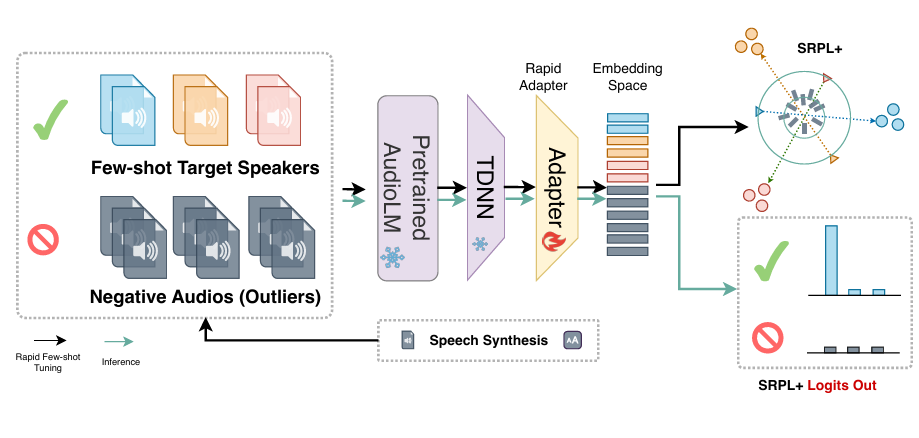 Few-shot Target Speakers
Negative Audios (Outliers)
Rapid Few-shot
Tuning
Inference
Speech Synthesis
AA
Pretrained
AudioLM
TDNN
Rapid
Adapter
Adapter
Embedding
Space
SRPL+
SRPL+ Logits Out